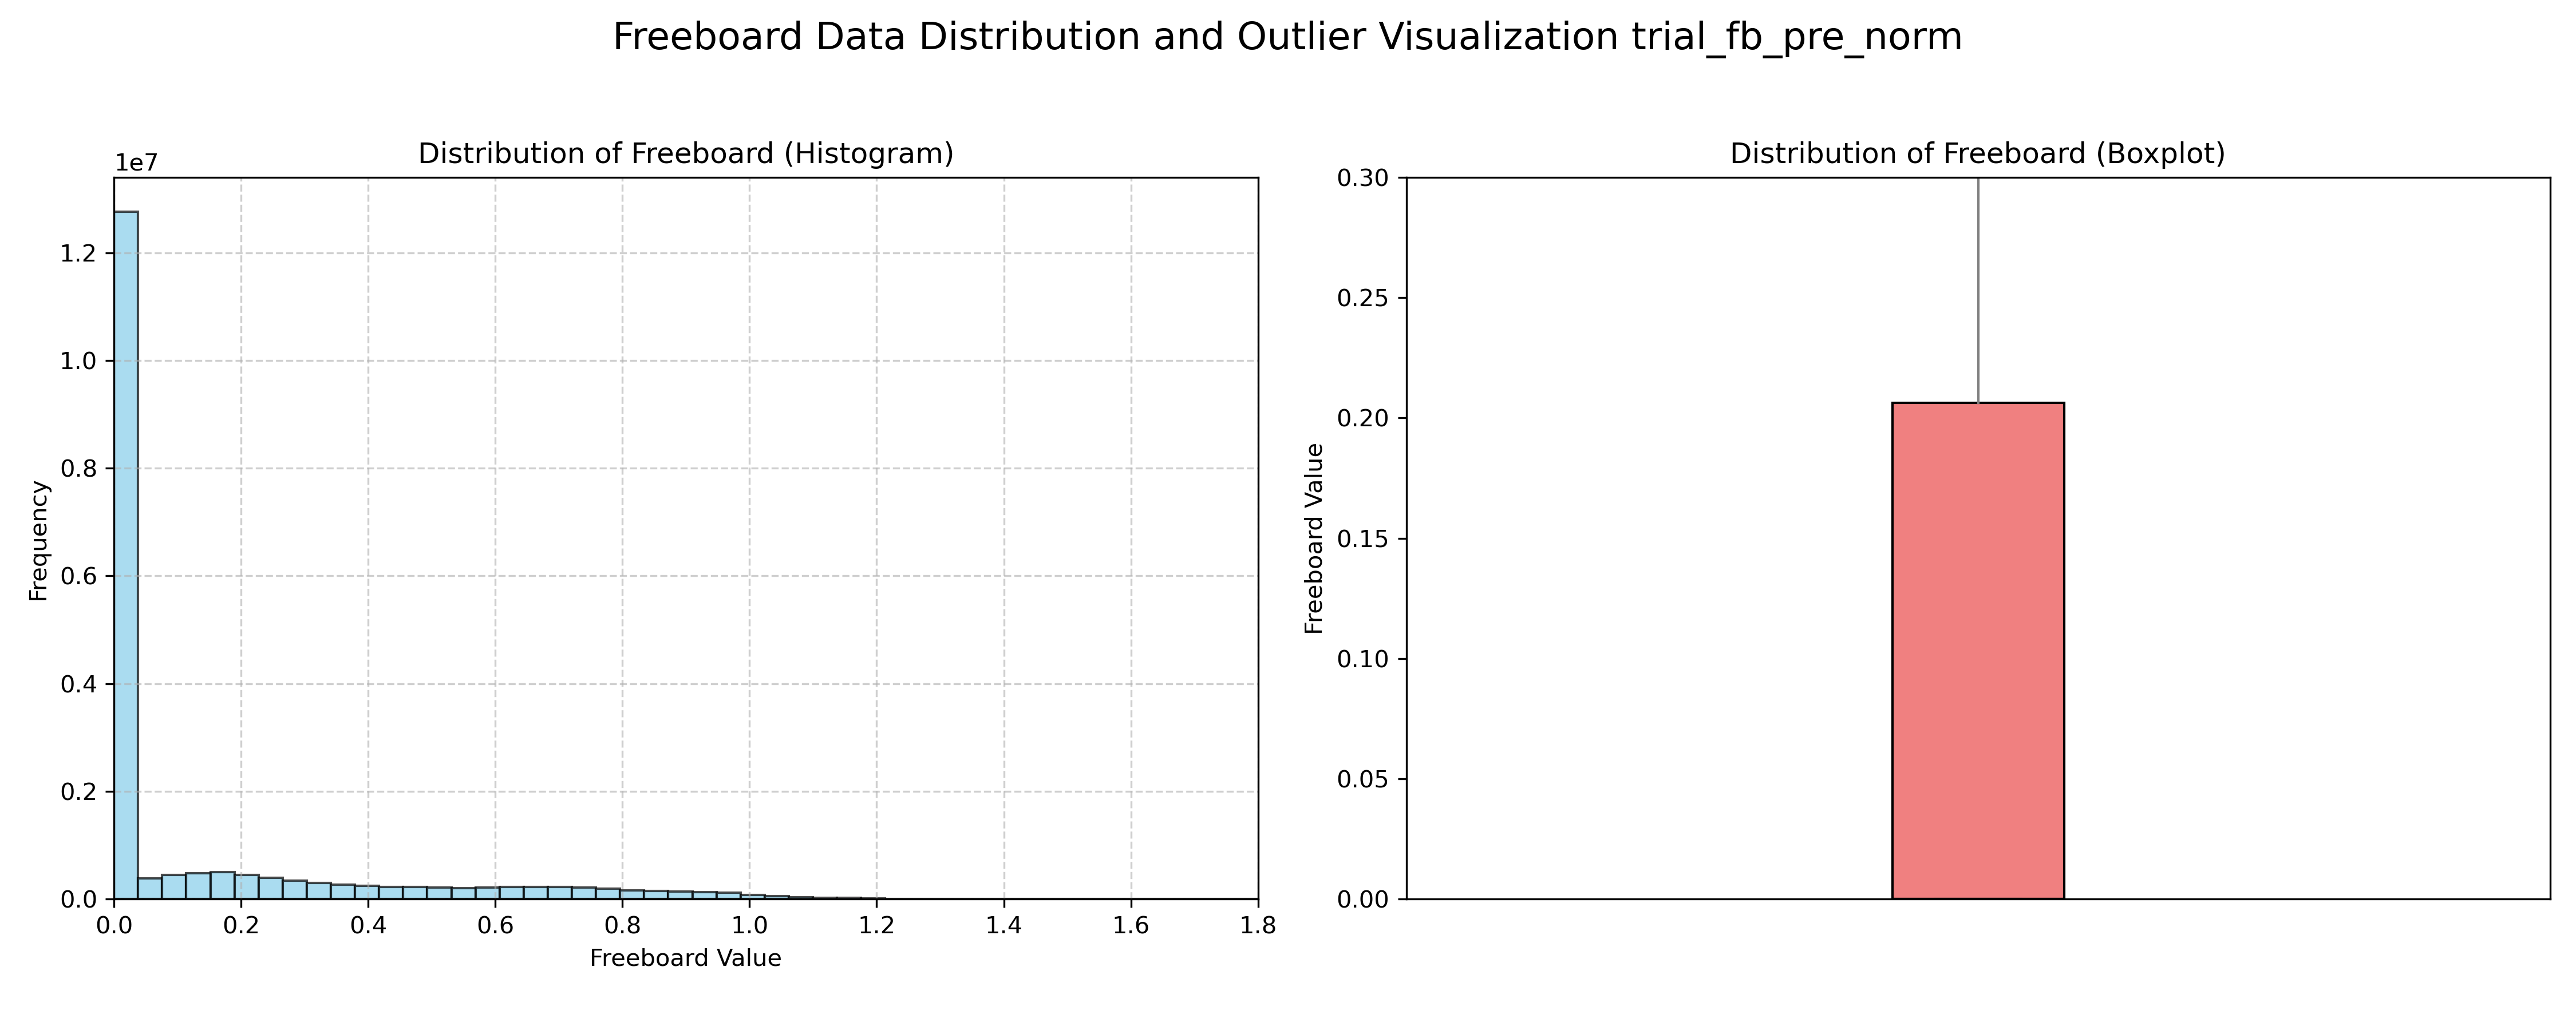 Freeboard Data Distribution and Outlier Visualization trial_fb_pre_norm
Distribution of Freeboard (Histogram)
1e7
1.2
1.0
0.8
0.6
0.4
0.2
0.0
Frequency
0.0 0.2 0.4 0.6 0.8 1.0 1.2 1.4 1.6 1.8
Freeboard Value
Distribution of Freeboard (Boxplot)
0.30
0.25
0.20
0.15
0.10
0.05
0.00
Freeboard Value